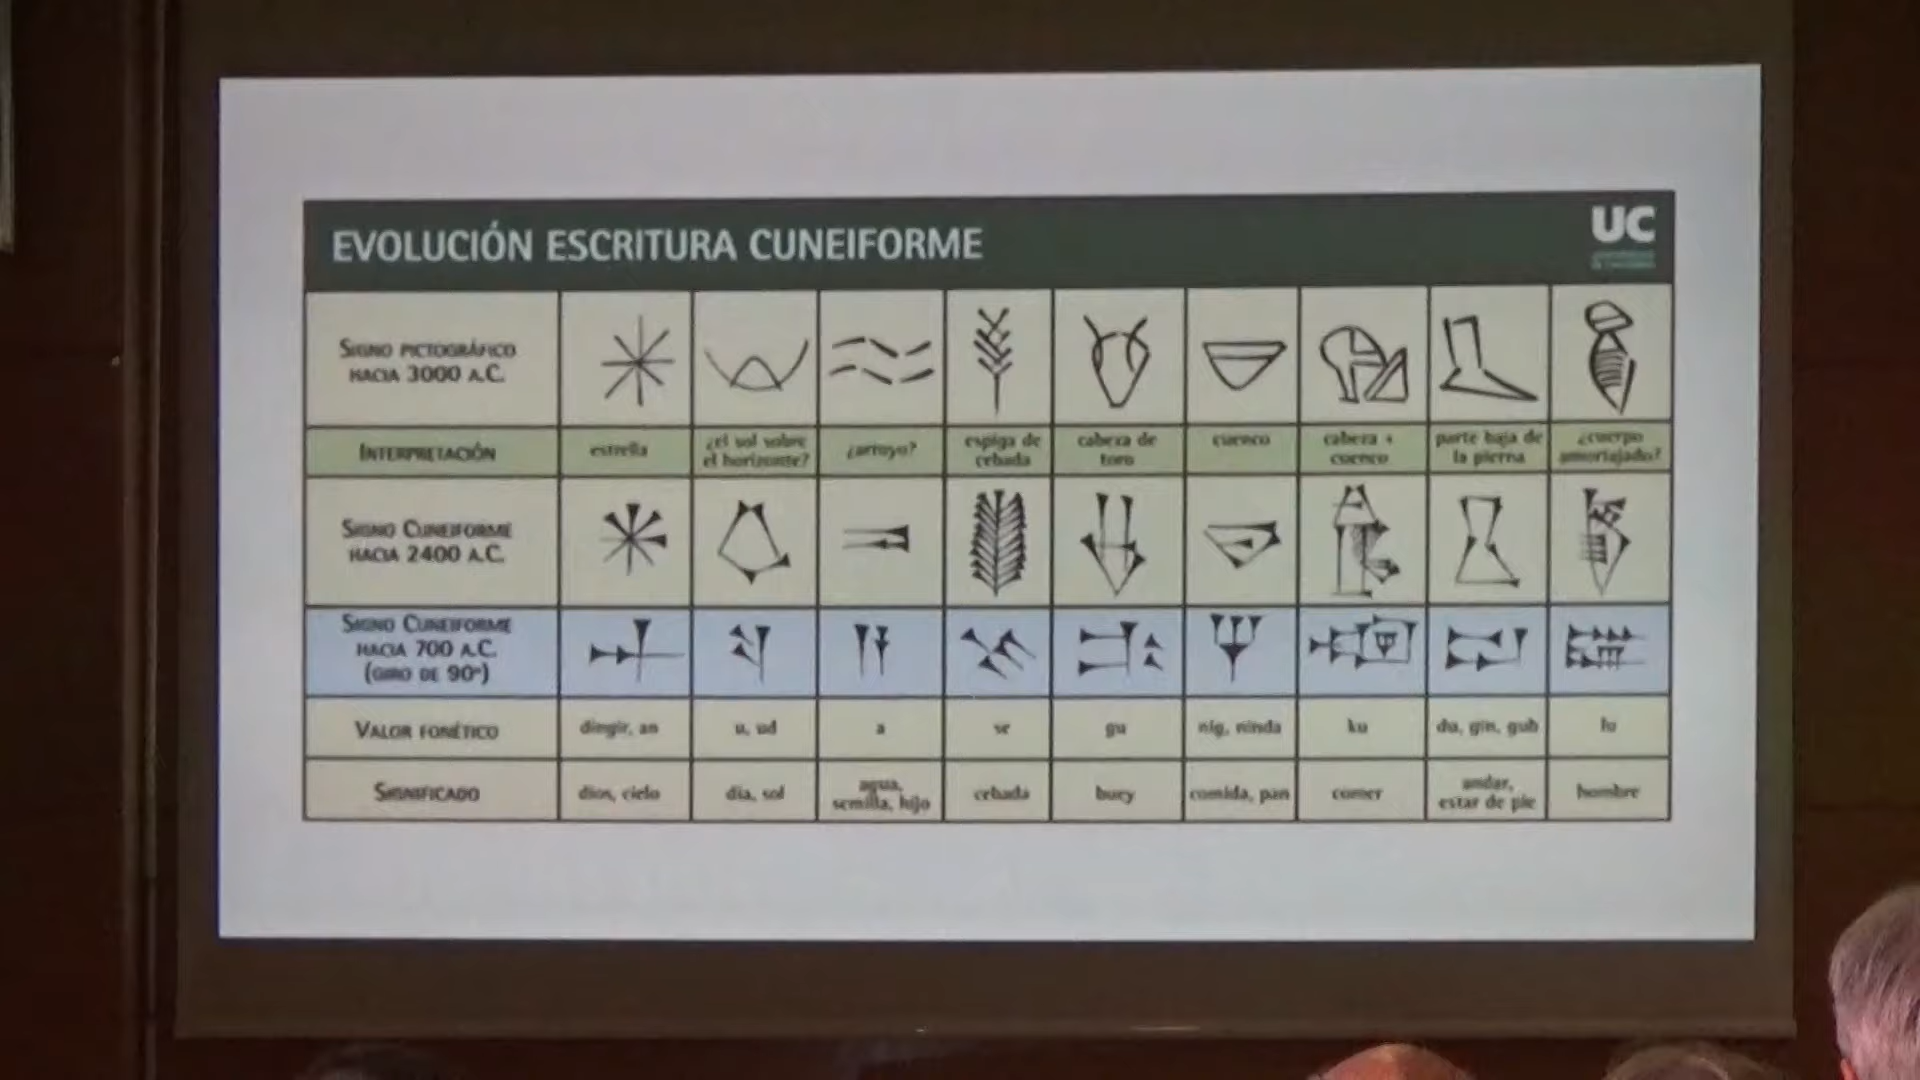 EVOLUCIÓN ESCRITURA CUNEIFORME
UC
SIGNO PICTOGRÁFICO
HACIA 3000 A.C.
INTERPRETACIÓN
estrella
¿el sol sobre
el horizonte?
¿arroyo?
espiga de
cebada
cabeza de
toro
cuenco
cabeza +
cuenco
parte baja de
la pierna
¿cuerpo
amortajado?
SIGNO CUNEIFORME
HACIA 2400 A.C.
SIGNO CUNEIFORME
HACIA 700 A.C.
(GIRO DE 90º)
VALOR FONÉTICO
dingir, an
u, ud
a
se
gu
nig, ninda
ku
du, gin, gub
lu
SIGNIFICADO
dios, cielo
día, sol
agua,
semilla, hijo
cebada
buey
comida, pan
comer
andar,
estar de pie
hombre